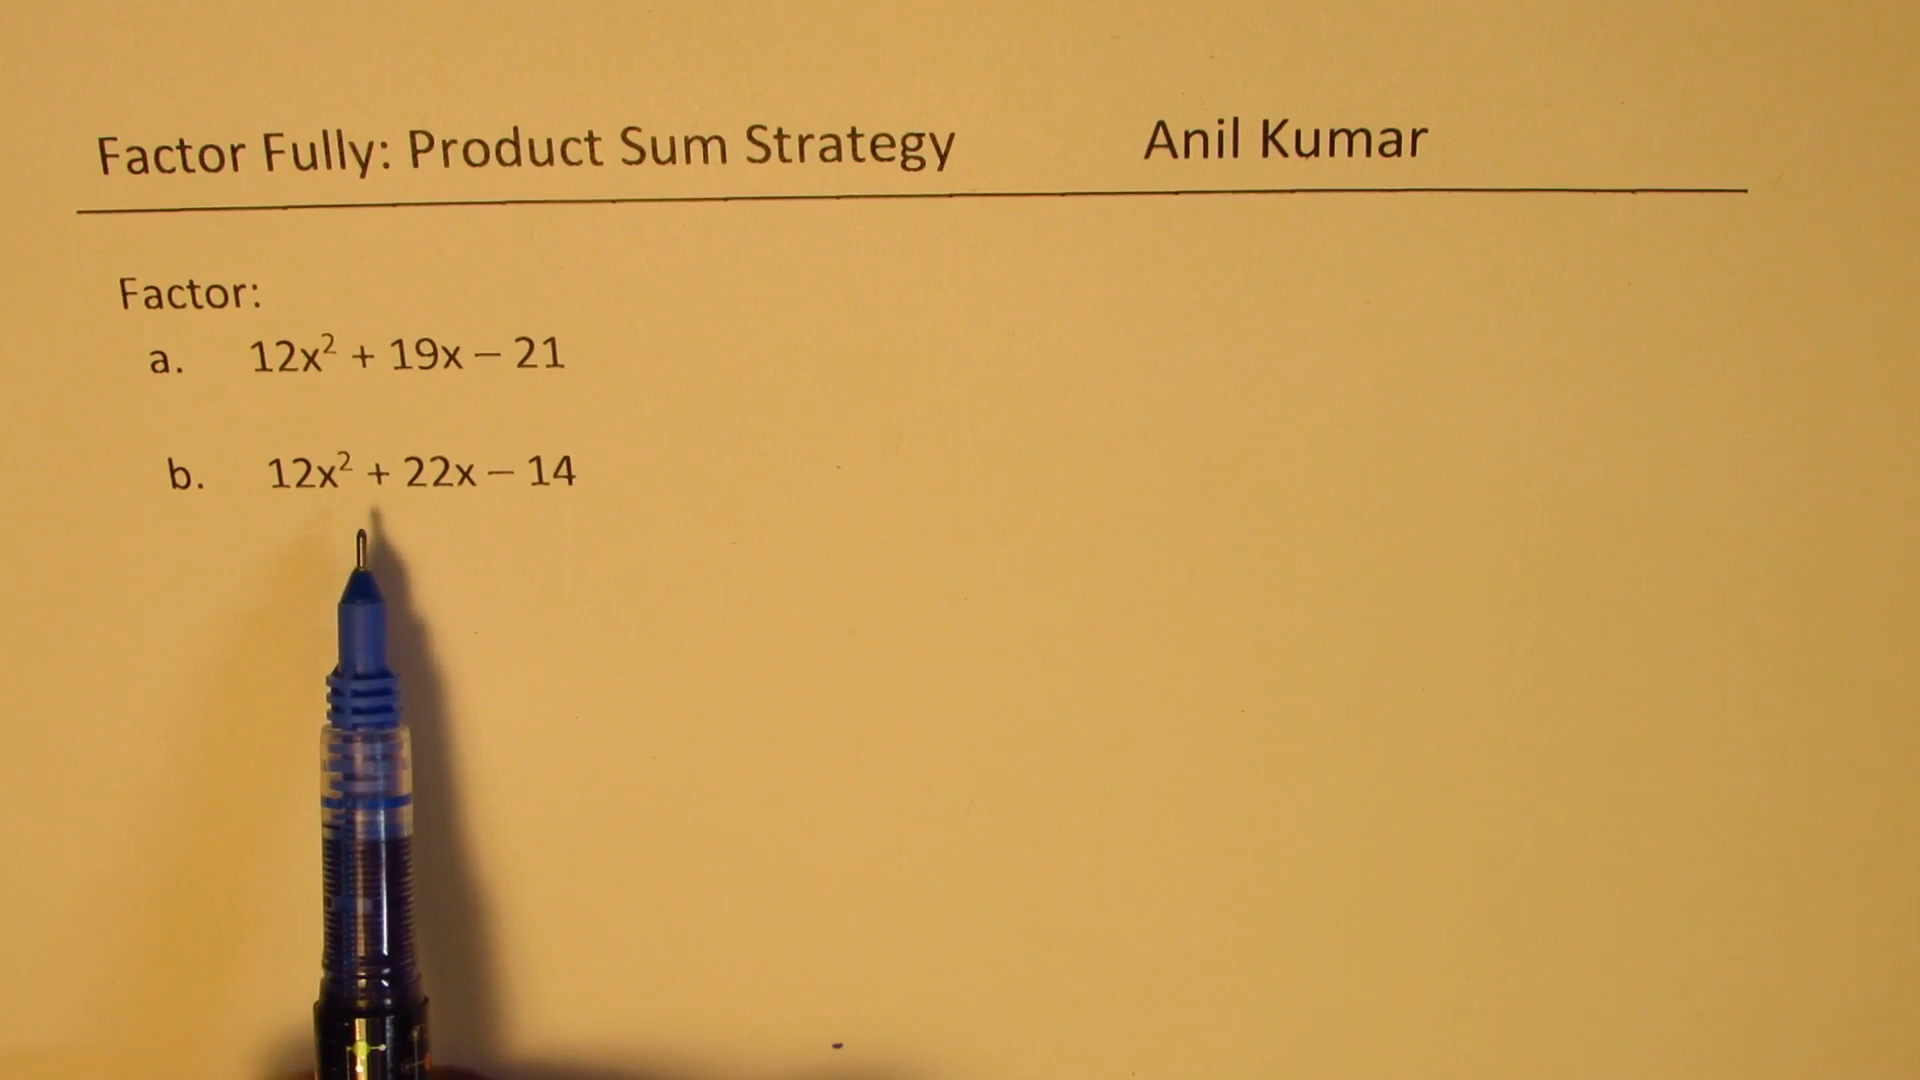 Factor Fully: Product Sum Strategy Anil Kumar
Factor:
a. 12x² + 19x – 21
b. 12x² + 22x – 14